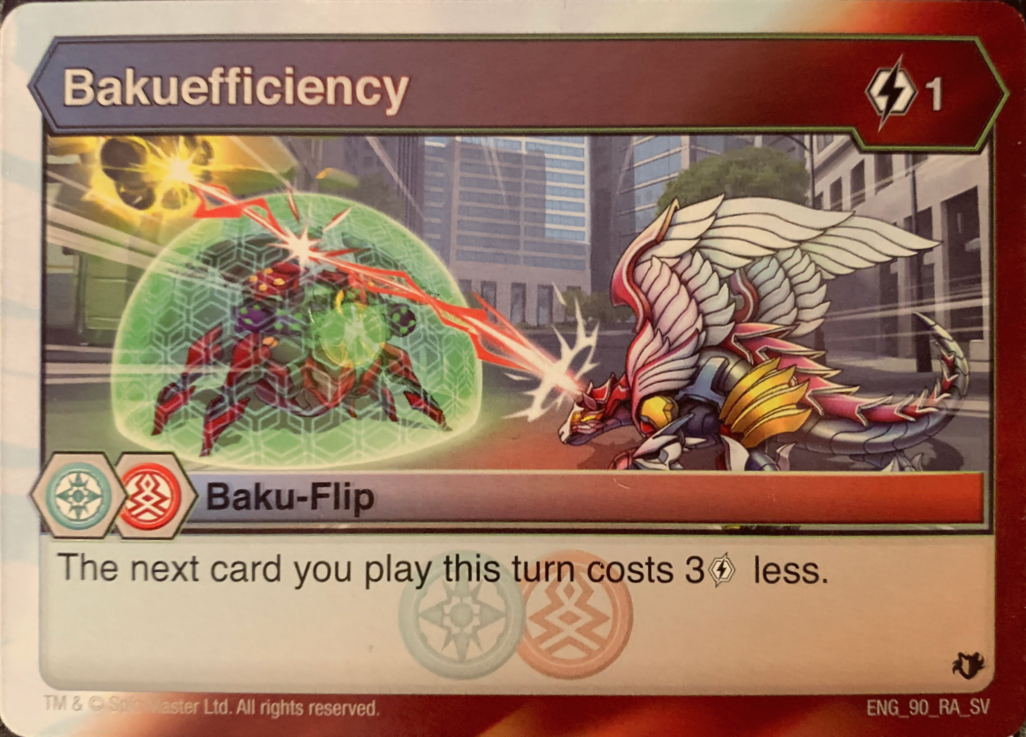 Bakuefficiency
1
Baku-Flip
The next card you play this turn costs 3 less.
TM & © Spin Master Ltd. All rights reserved.
ENG_90_RA_SV